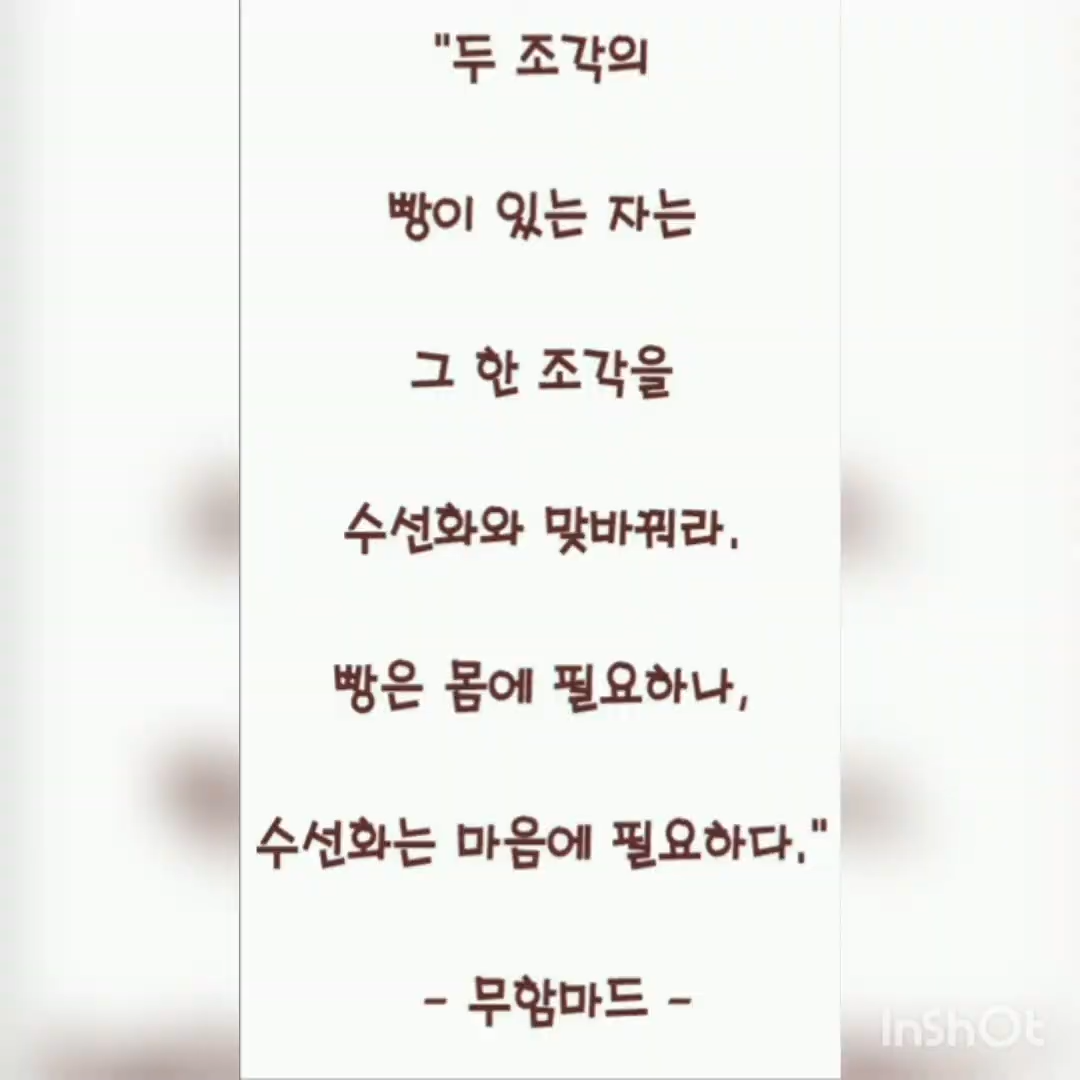 "두 조각의
빵이 있는 자는
그 한 조각을
수선화와 맞바꿔라.
빵은 몸에 필요하나,
수선화는 마음에 필요하다."
- 무함마드 -
InShOt